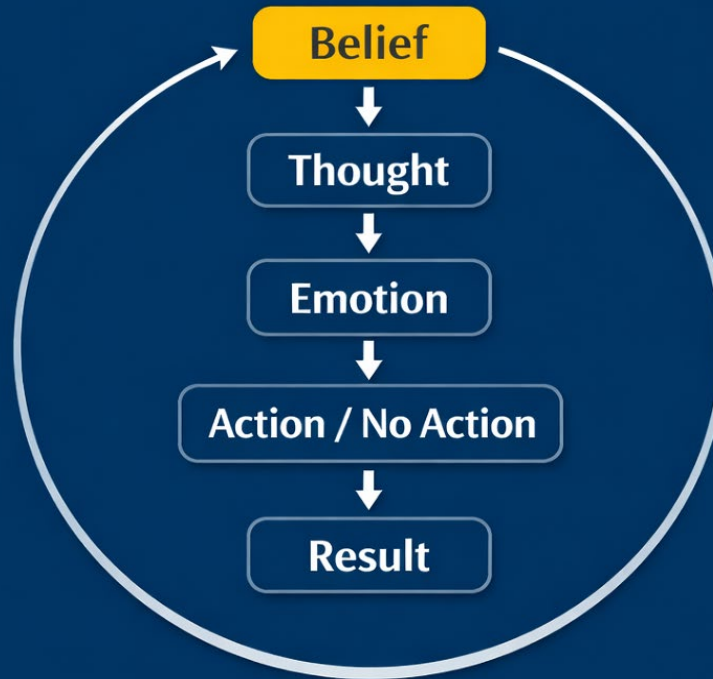 Belief
Thought
Emotion
Action / No Action
Result